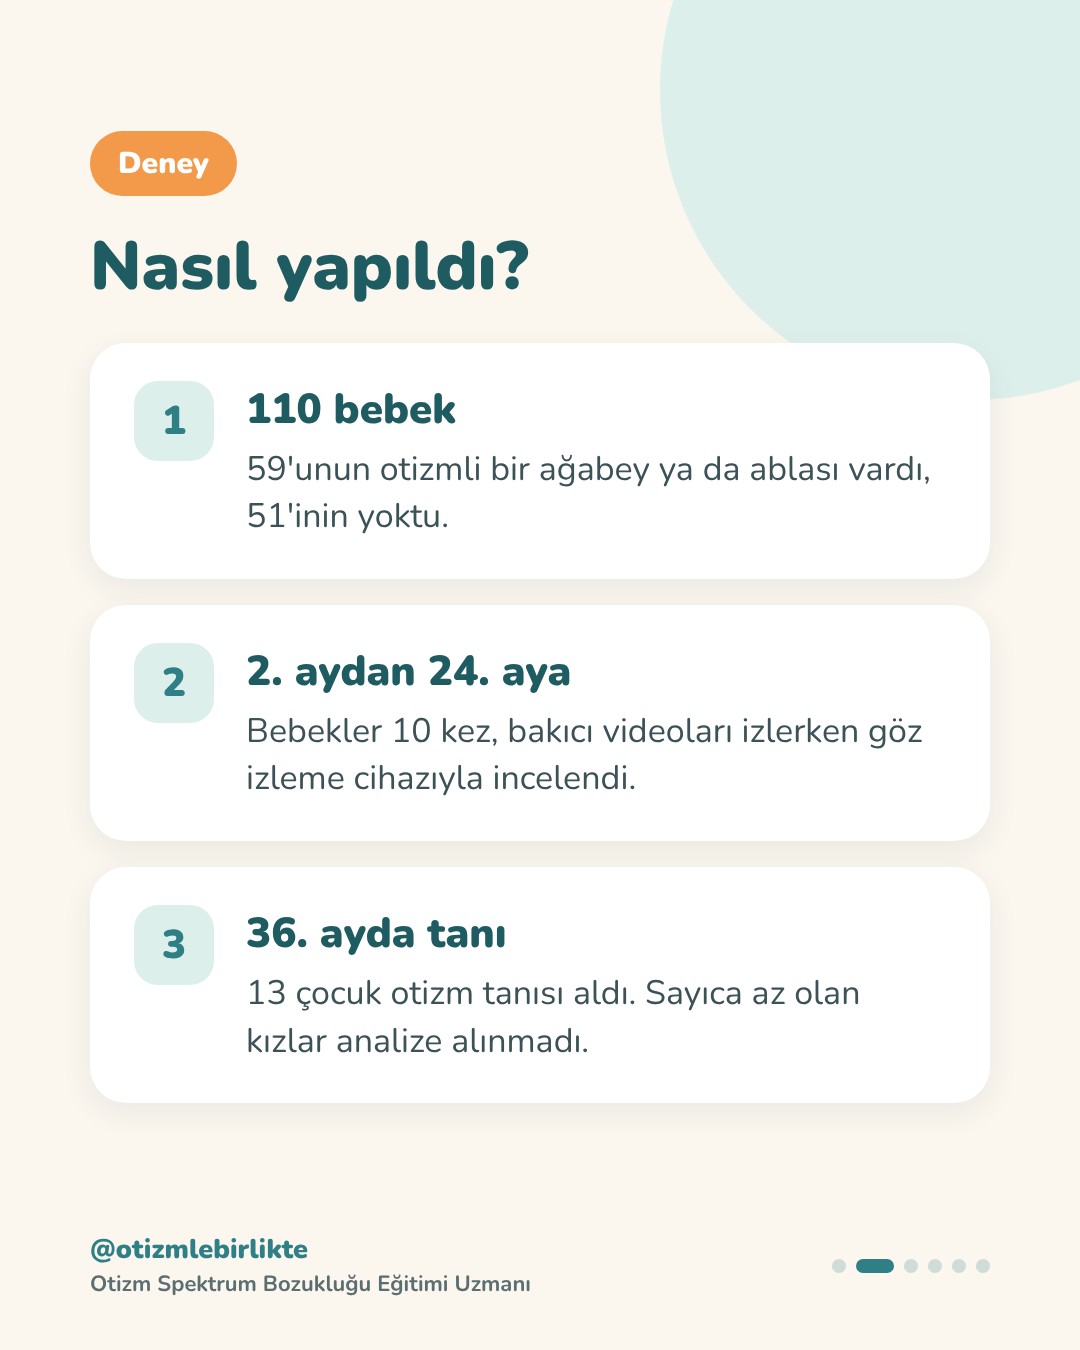 Deney
Nasıl yapıldı?
1
110 bebek
59'unun otizmli bir ağabey ya da ablası vardı,
51'inin yoktu.
2
2. aydan 24. aya
Bebekler 10 kez, bakıcı videoları izlerken göz
izleme cihazıyla incelendi.
3
36. ayda tanı
13 çocuk otizm tanısı aldı. Sayıca az olan
kızlar analize alınmadı.
@otizmlebirlikte
Otizm Spektrum Bozukluğu Eğitimi Uzmanı